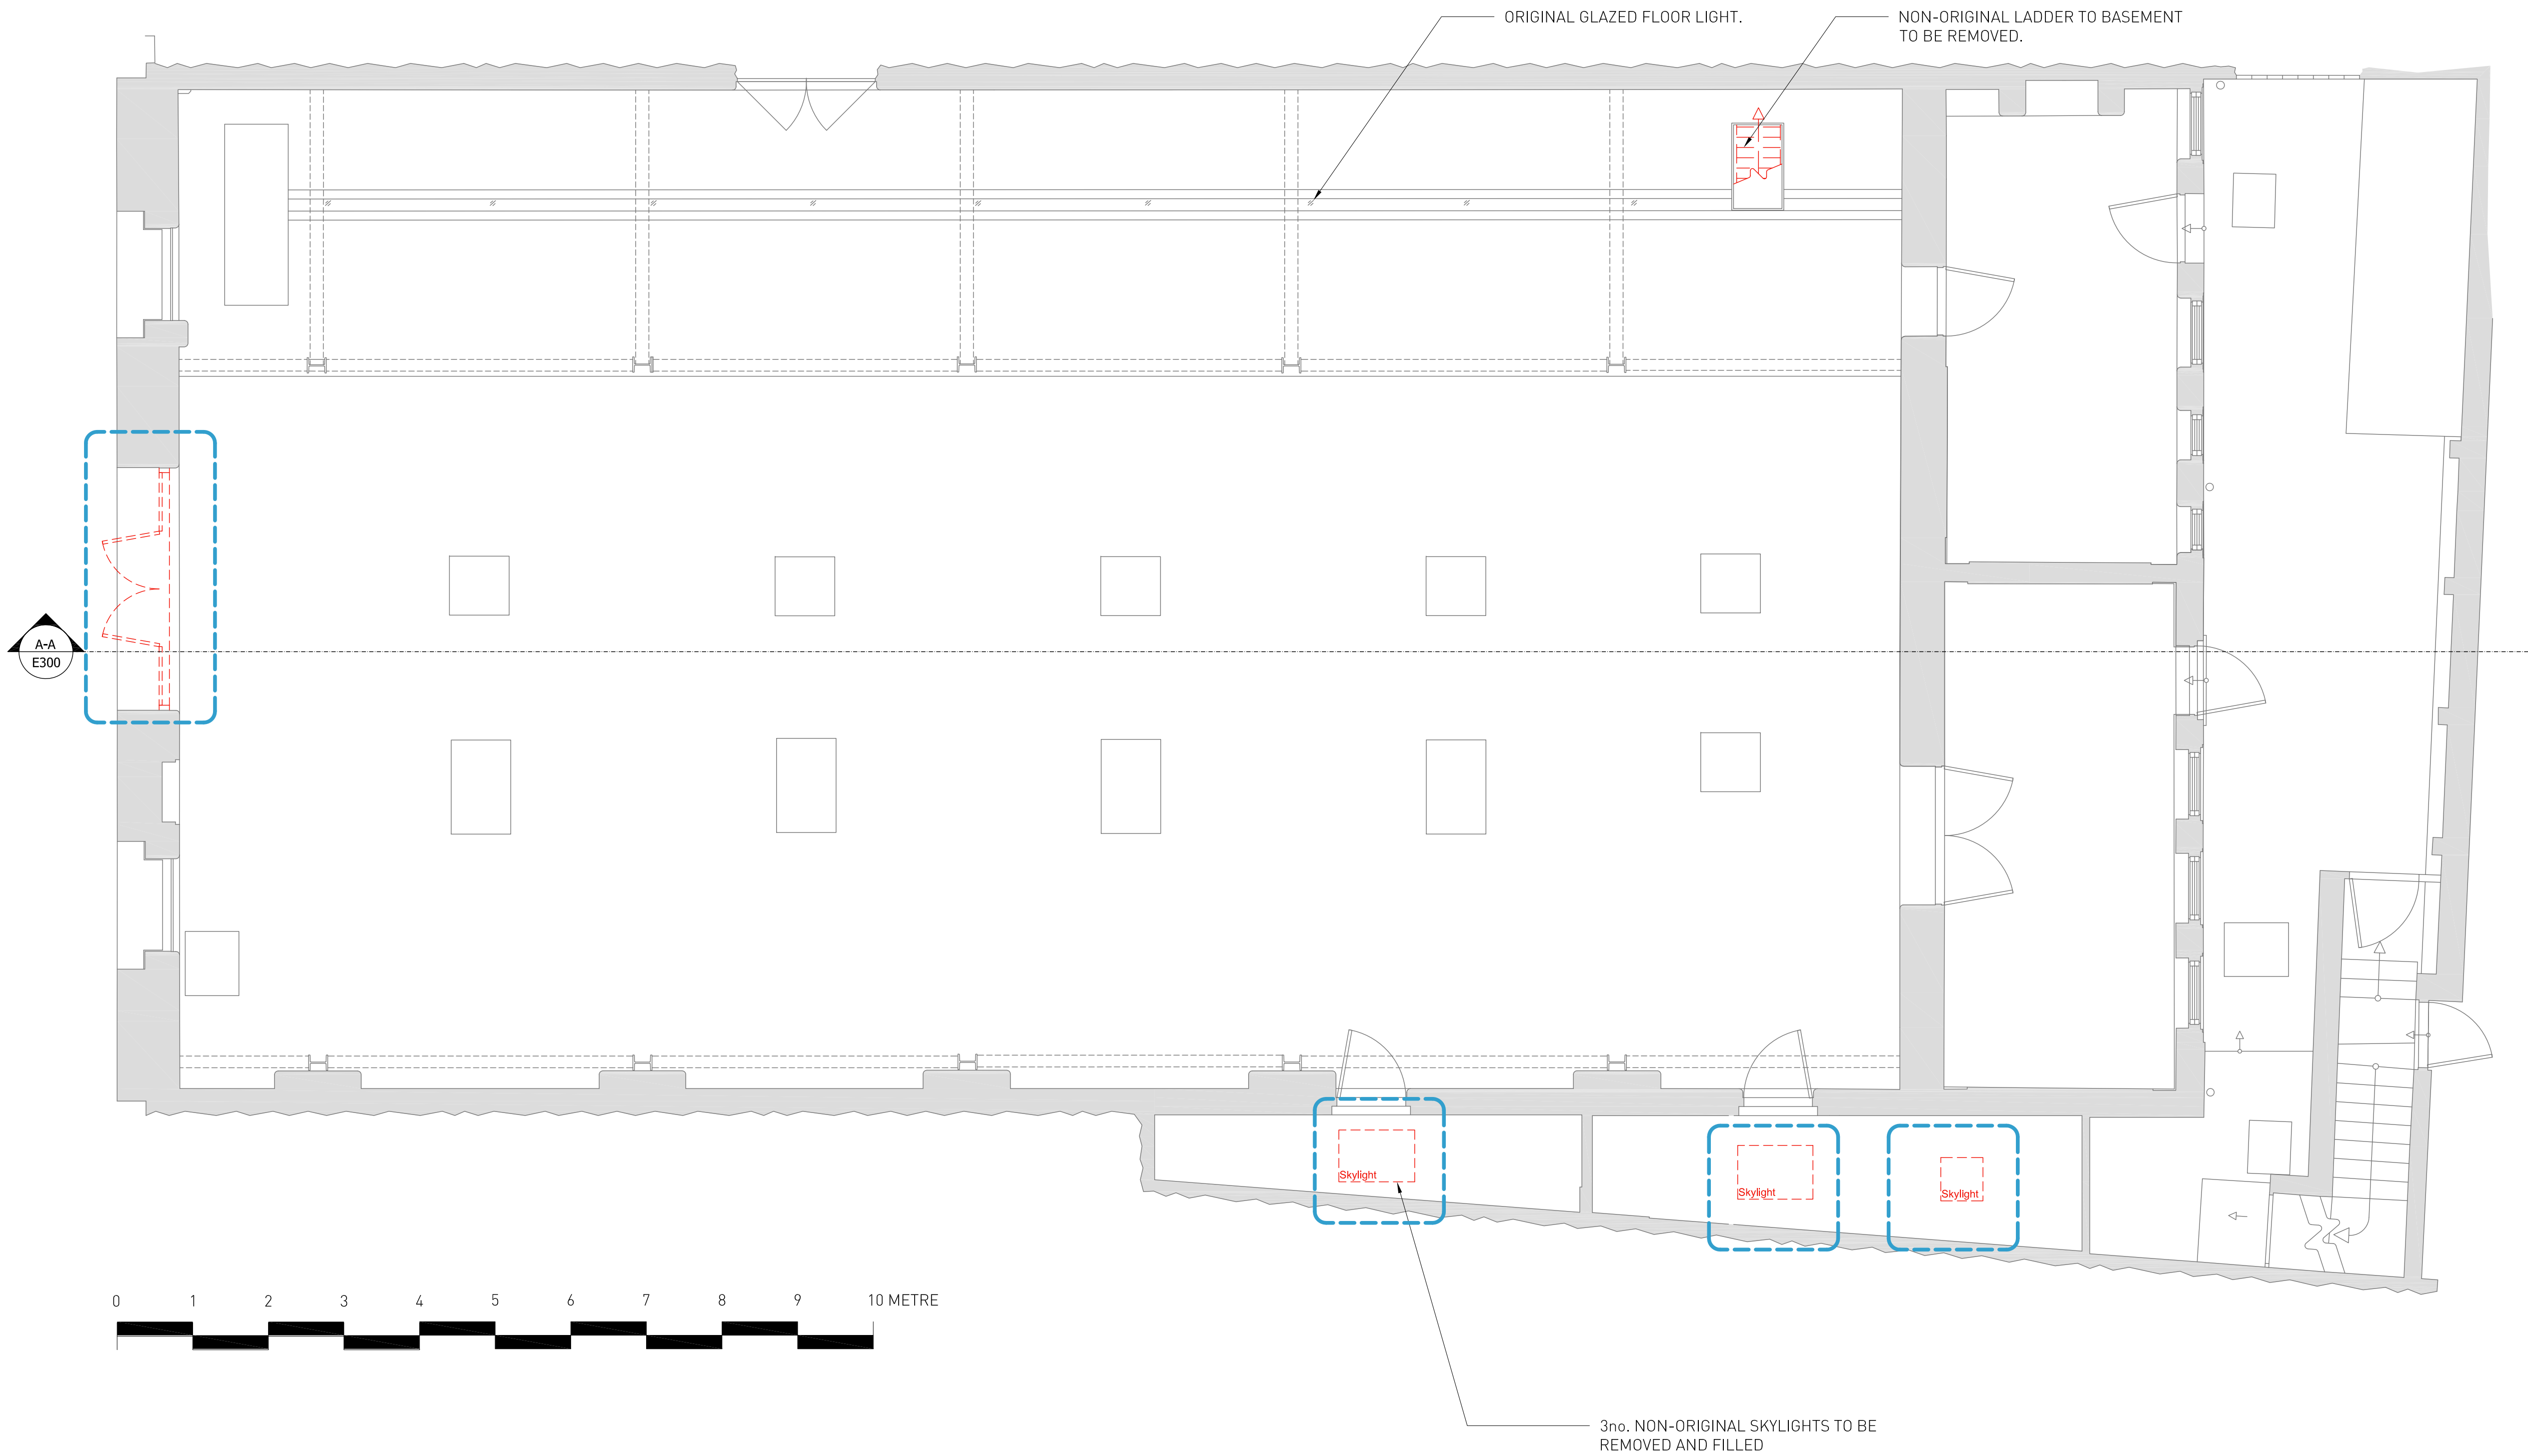 ORIGINAL GLAZED FLOOR LIGHT.
NON-ORIGINAL LADDER TO BASEMENT
TO BE REMOVED.
A-A
E300
Skylight
Skylight
Skylight
0 1 2 3 4 5 6 7 8 9 10 METRE
3no. NON-ORIGINAL SKYLIGHTS TO BE
REMOVED AND FILLED